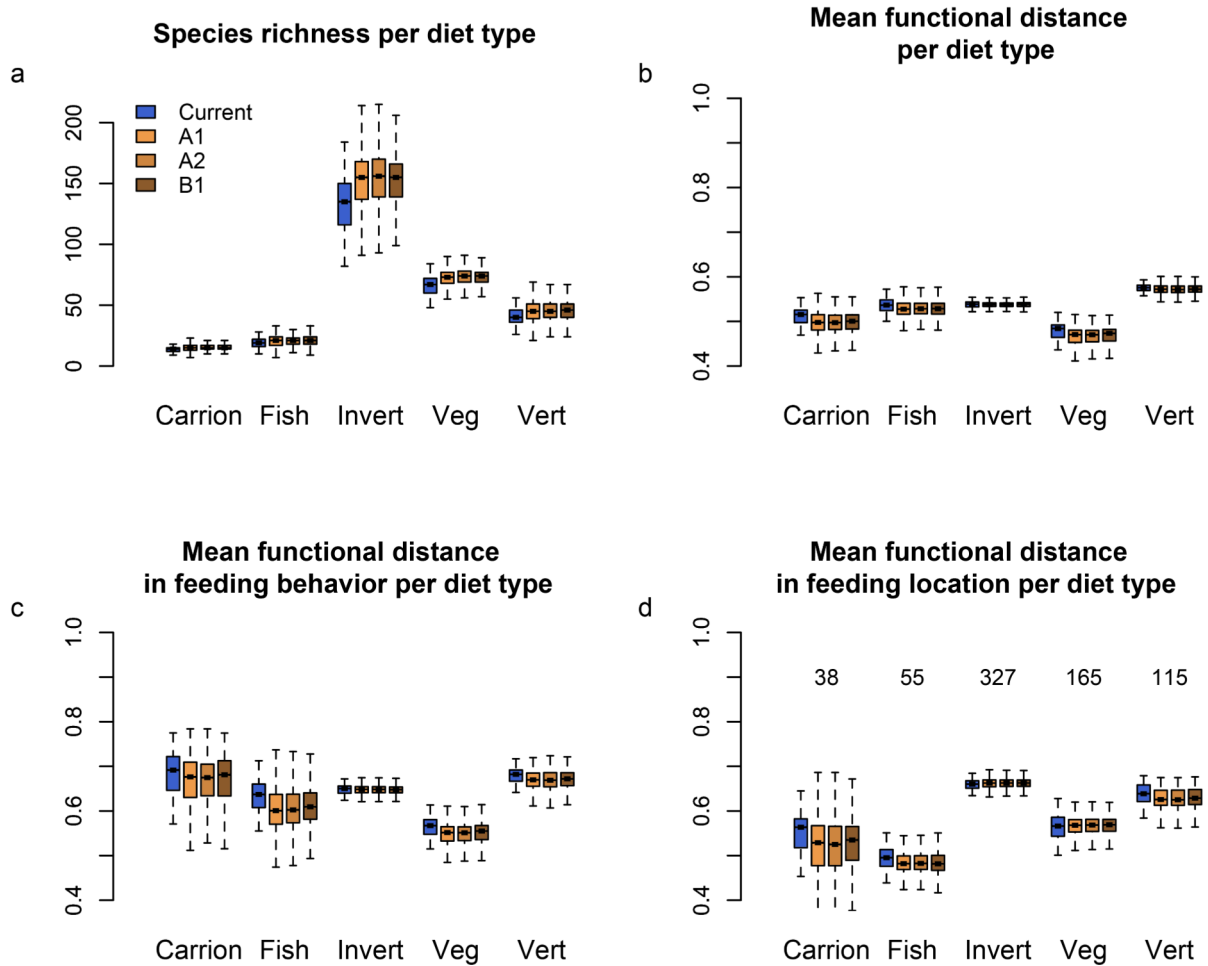 Species richness per diet type
a
Current
A1
A2
B1
200
150
100
50
0
Carrion Fish Invert Veg Vert
Mean functional distance
per diet type
b
1.0
0.8
0.6
0.4
Carrion Fish Invert Veg Vert
Mean functional distance
in feeding behavior per diet type
c
1.0
0.8
0.6
0.4
Carrion Fish Invert Veg Vert
Mean functional distance
in feeding location per diet type
d
1.0
0.8
0.6
0.4
38 55 327 165 115
Carrion Fish Invert Veg Vert